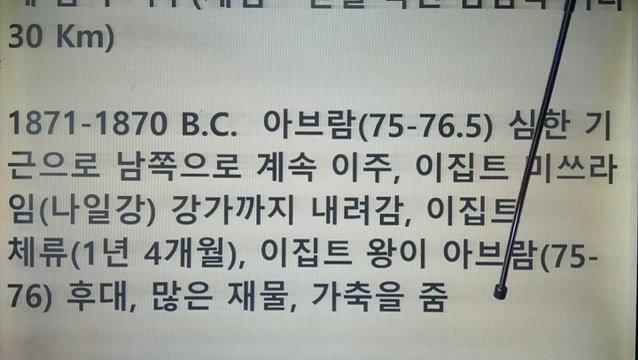 30 Km)
1871-1870 B.C. 아브람(75-76.5) 심한 기
근으로 남쪽으로 계속 이주, 이집트 미쓰라
임(나일강) 강가까지 내려감, 이집트
체류(1년 4개월), 이집트 왕이 아브람(75-
76) 후대, 많은 재물, 가축을 줌